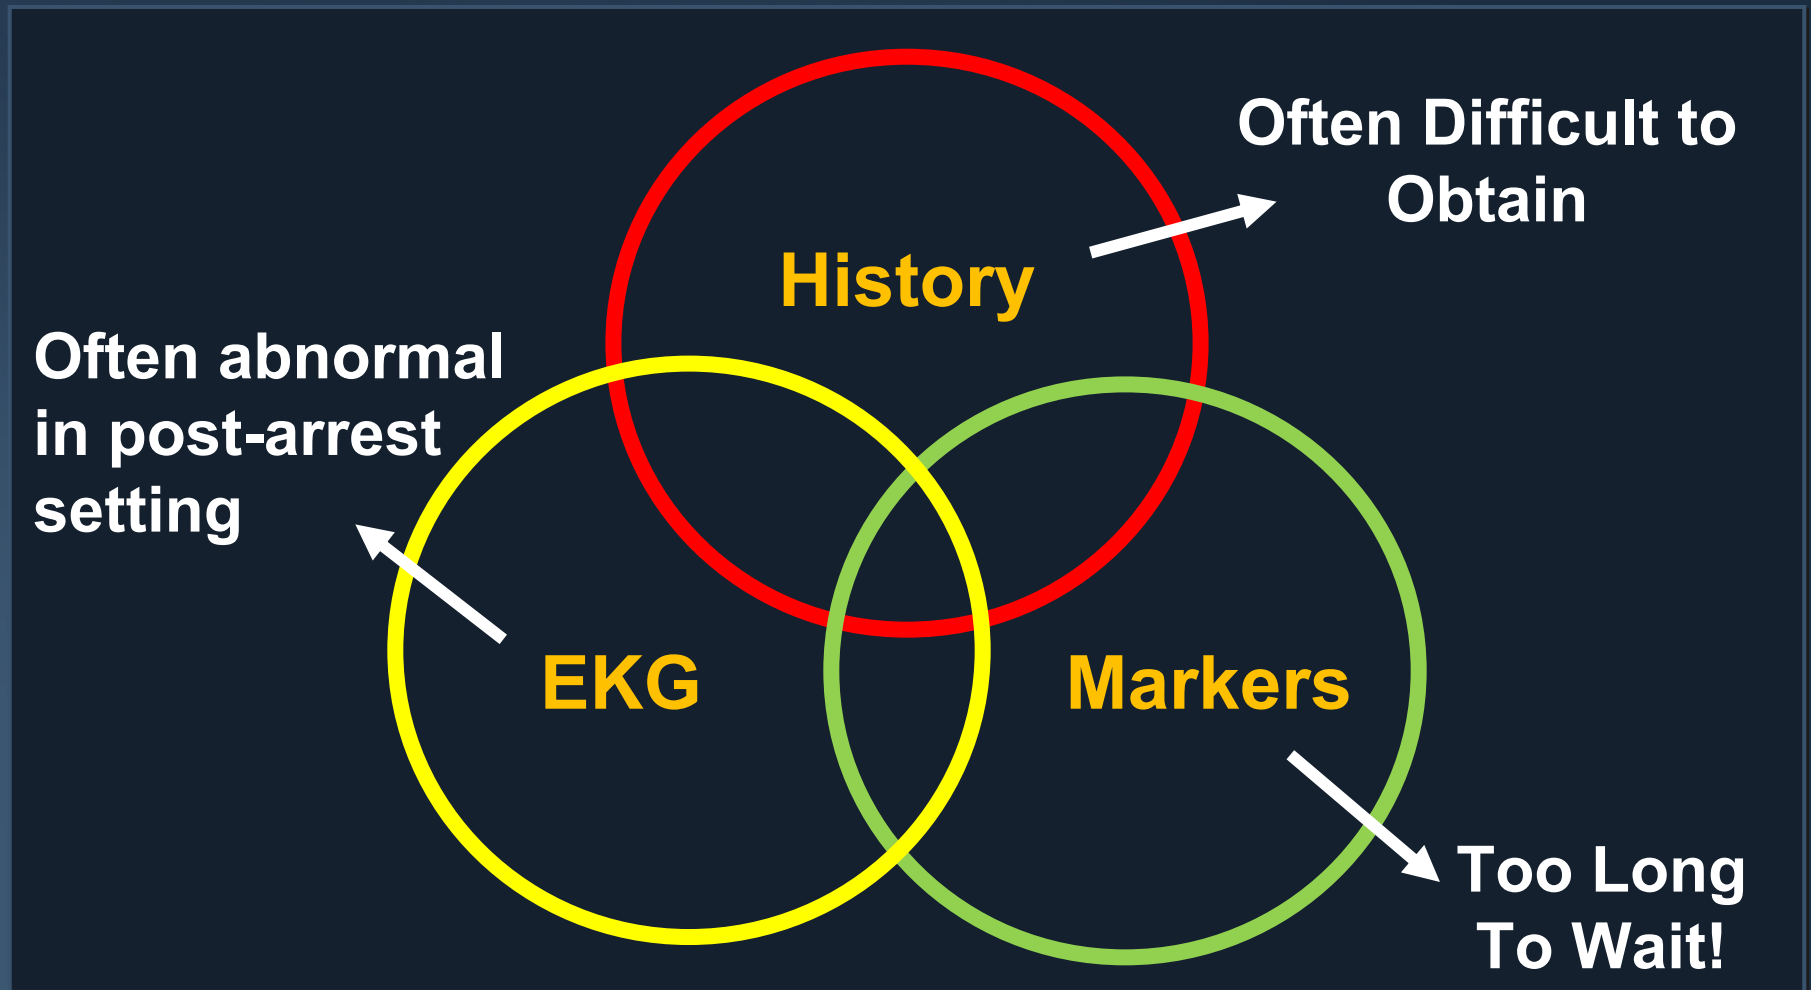 Often Difficult to
Obtain
History
Often abnormal
in post-arrest
setting
EKG
Markers
Too Long
To Wait!